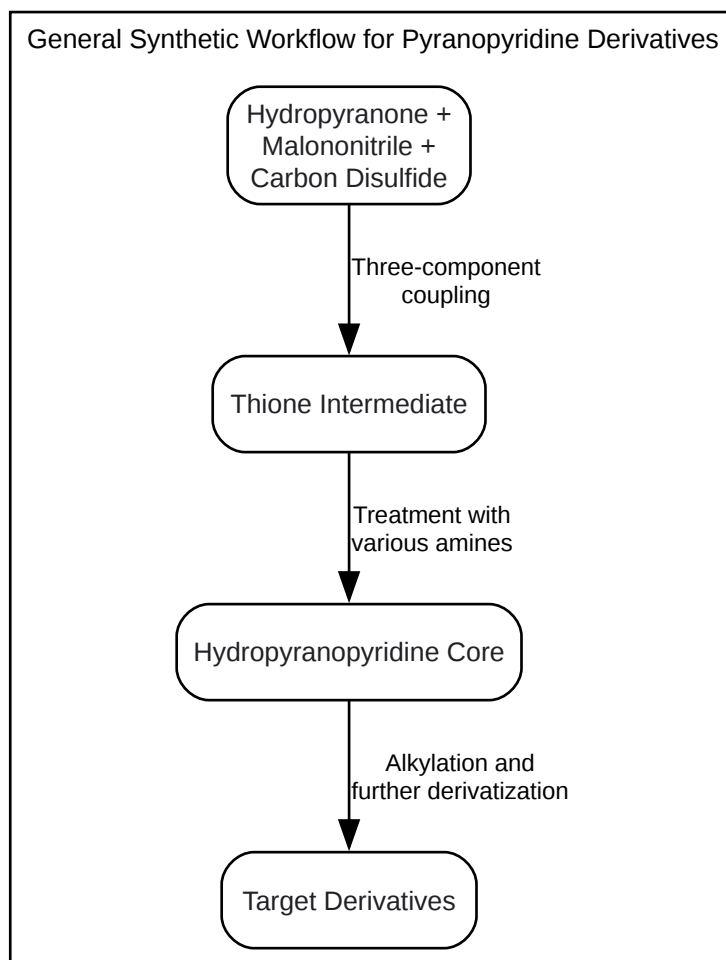 General Synthetic Workflow for Pyranopyridine Derivatives
Hydropyranone +
Malononitrile +
Carbon Disulfide
Three-component
coupling
Thione Intermediate
Treatment with
various amines
Hydropyranopyridine Core
Alkylation and
further derivatization
Target Derivatives